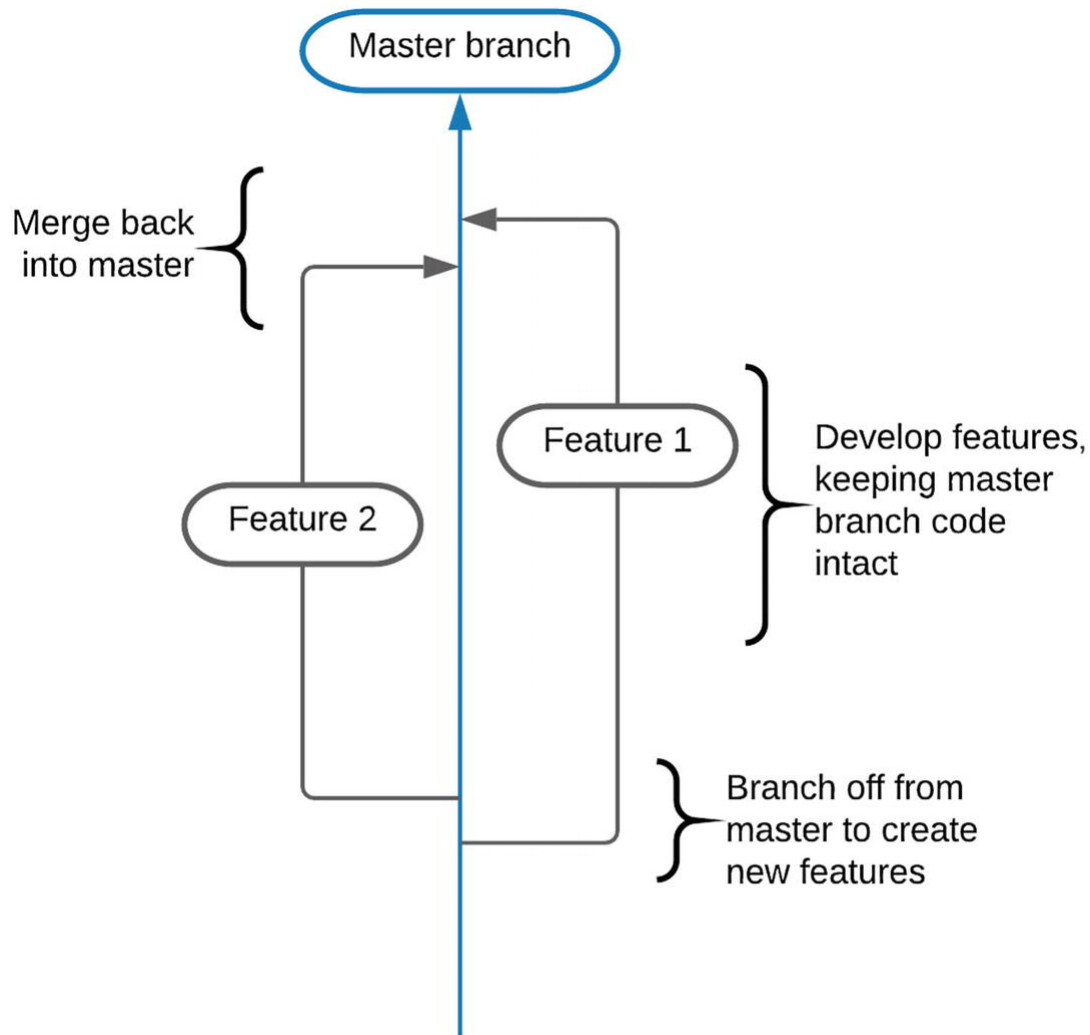 Master branch
Merge back
into master
Feature 1
Develop features,
keeping master
branch code
intact
Feature 2
Branch off from
master to create
new features